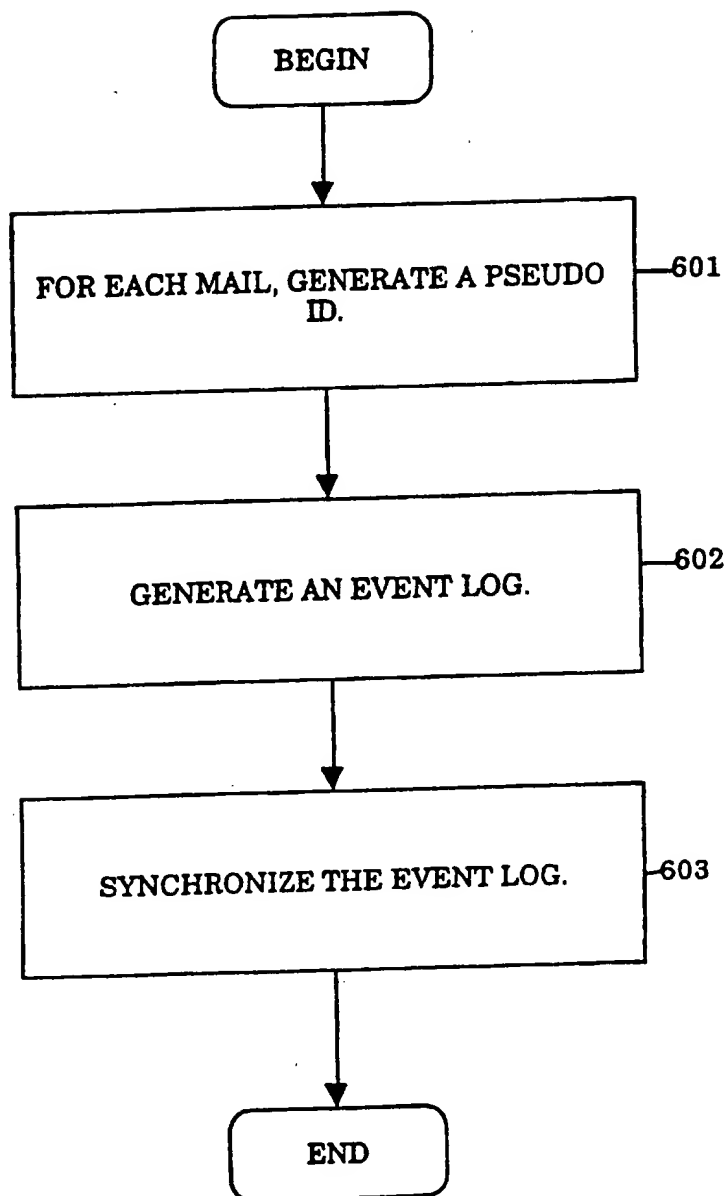 BEGIN
FOR EACH MAIL, GENERATE A PSEUDO
ID.
601
GENERATE AN EVENT LOG.
602
SYNCHRONIZE THE EVENT LOG.
603
END